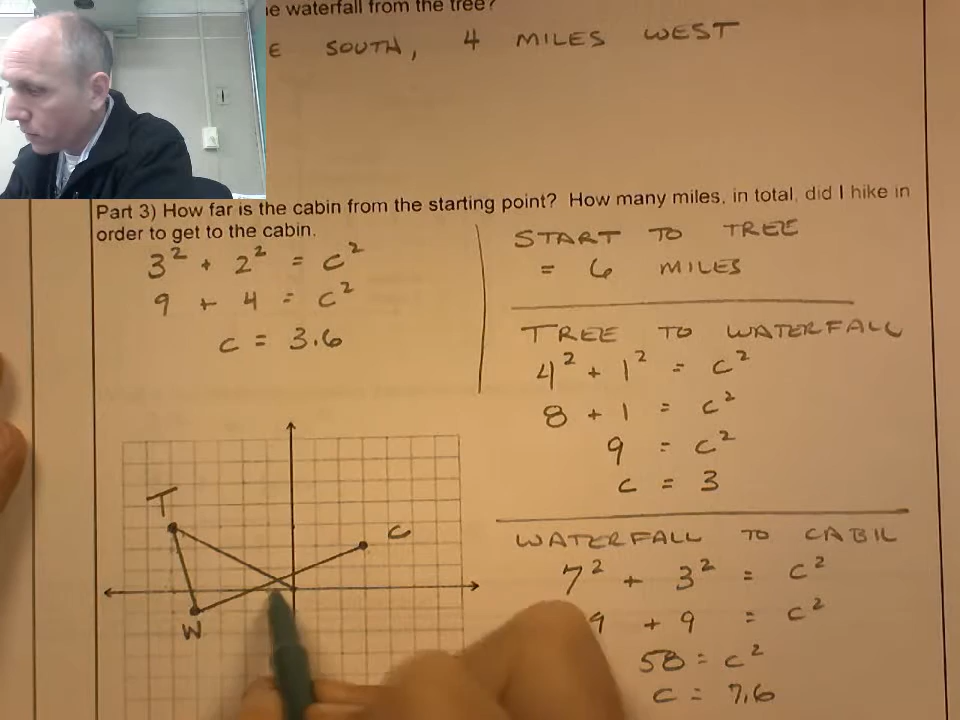 e waterfall from the tree?
E SOUTH, 4 MILES WEST
Part 3) How far is the cabin from the starting point? How many miles, in total, did I hike in
order to get to the cabin.
3² + 2² = c²
9 + 4 = c²
c = 3.6
START TO TREE
= 6 MILES
TREE TO WATERFALL
4² + 1² = c²
8 + 1 = c²
9 = c²
c = 3
WATERFALL TO CABIL
7² + 3² = c²
9 + 9 = c²
58 = c²
c = 7.6
T
C
W